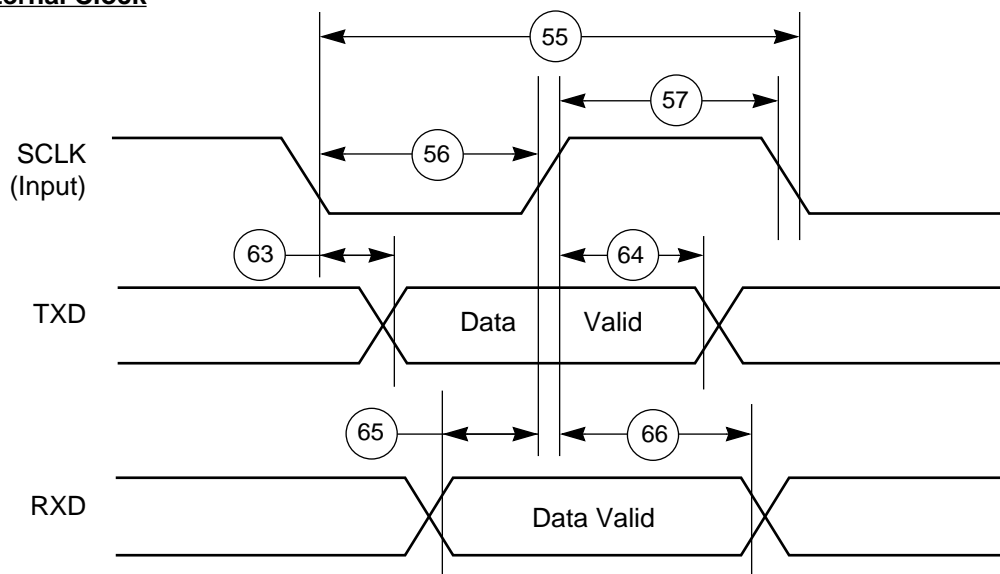 55
57
SCLK
(Input)
56
63
64
TXD
Data Valid
65
66
RXD
Data Valid